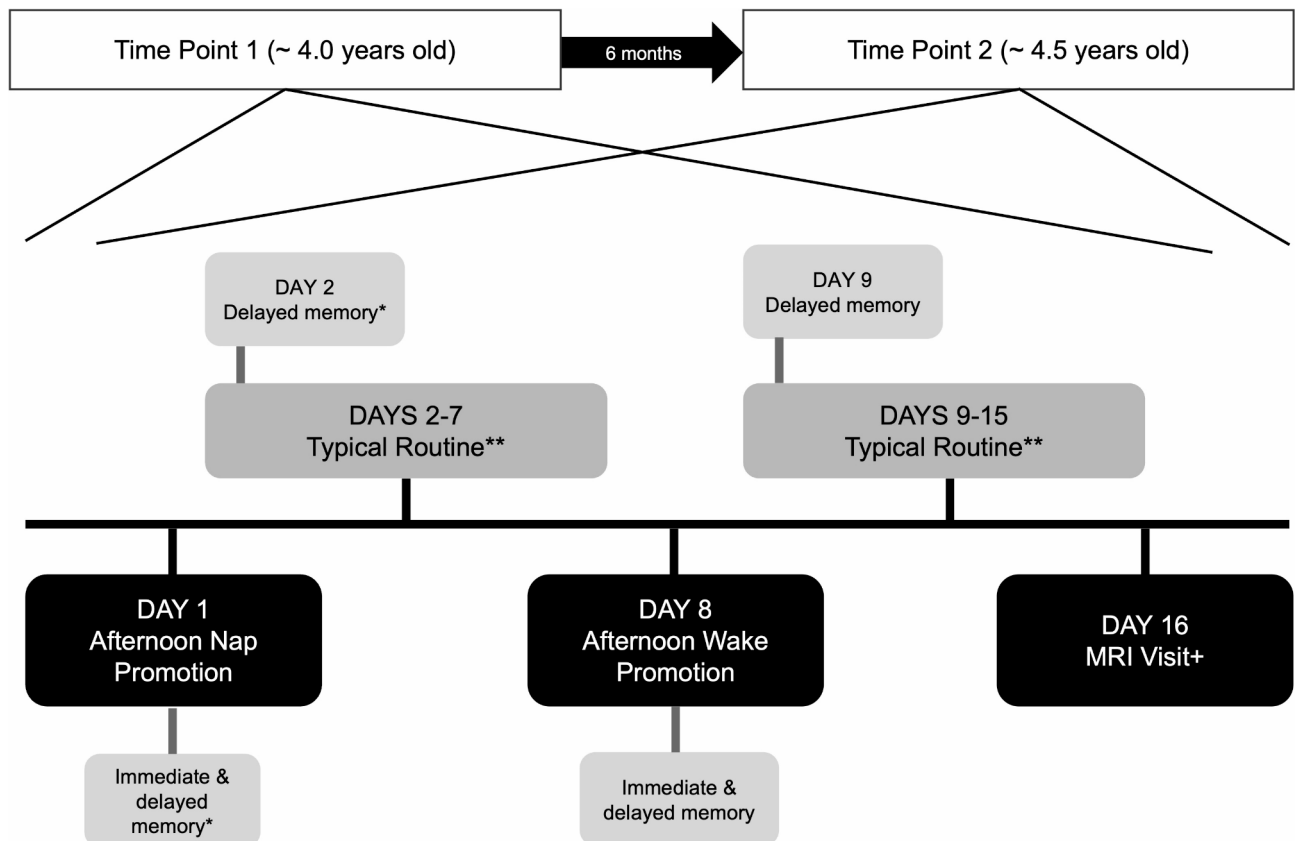 Time Point 1 (~ 4.0 years old)
6 months
Time Point 2 (~ 4.5 years old)
DAY 2
Delayed memory*
DAY 9
Delayed memory
DAYS 2-7
Typical Routine**
DAYS 9-15
Typical Routine**
DAY 1
Afternoon Nap
Promotion
DAY 8
Afternoon Wake
Promotion
DAY 16
MRI Visit+
Immediate &
delayed
memory*
Immediate &
delayed memory